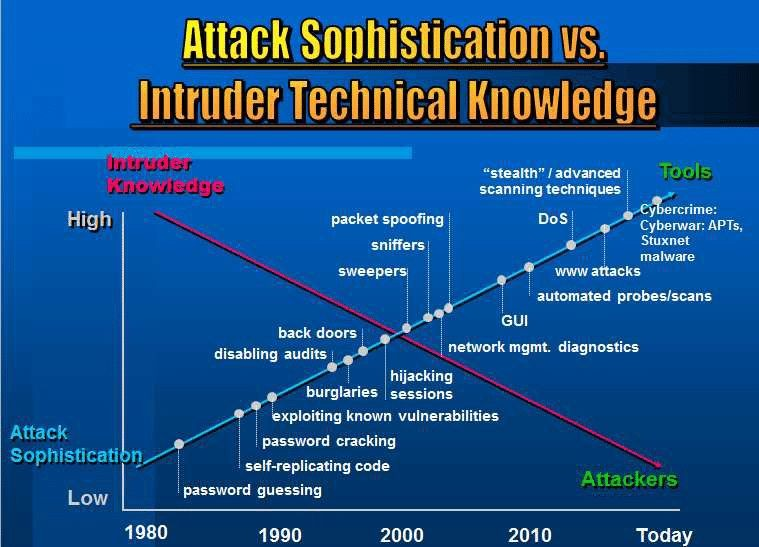 Attack Sophistication vs.
Intruder Technical Knowledge
Intruder
Knowledge
"stealth" / advanced
scanning techniques
Tools
High
packet spoofing
DoS
Cybercrime:
Cyberwar: APTs,
Stuxnet
malware
sniffers
sweepers
www attacks
automated probes/scans
GUI
back doors
network mgmt. diagnostics
disabling audits
hijacking
sessions
burglaries
exploiting known vulnerabilities
Attack
Sophistication
password cracking
self-replicating code
Attackers
password guessing
Low
1980
1990
2000
2010
Today